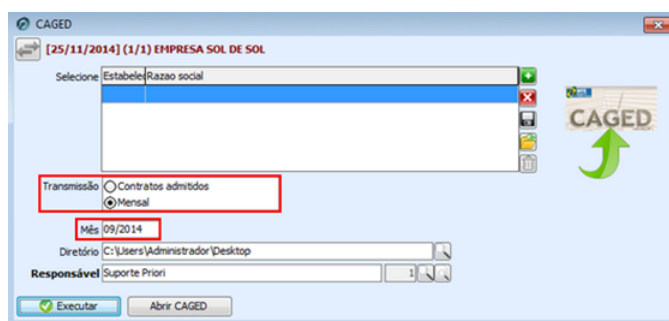 CAGED
[25/11/2014] (1/1) EMPRESA SOL DE SOL
Selecione Estabelec Razao social
CAGED
Transmissão Contratos admitidos
Mensal
Mês 09/2014
Diretório C:\Users\Administrador\Desktop
Responsável Suporte Priori 1
Executar Abrir CAGED